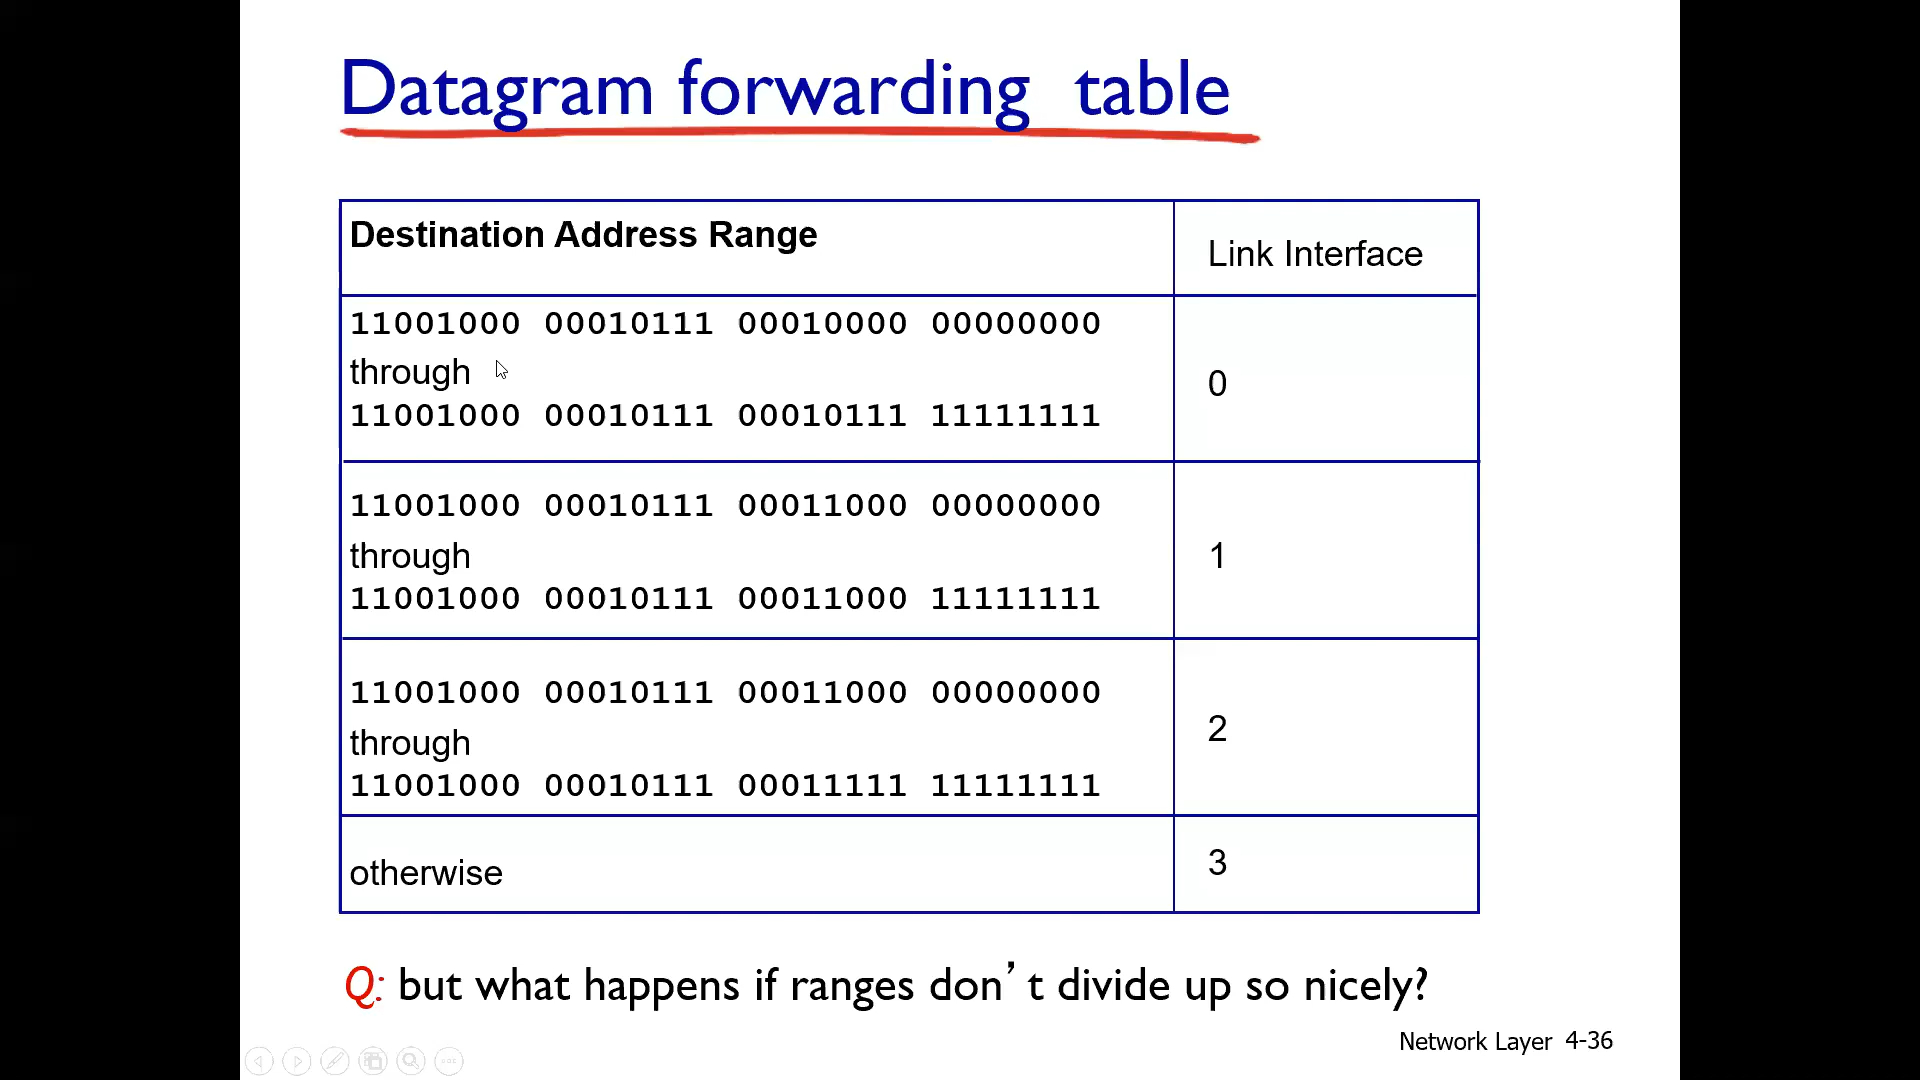 Datagram forwarding table
Destination Address Range
Link Interface
11001000 00010111 00010000 00000000
through
11001000 00010111 00010111 11111111
0
11001000 00010111 00011000 00000000
through
11001000 00010111 00011000 11111111
1
11001000 00010111 00011000 00000000
through
11001000 00010111 00011111 11111111
2
otherwise
3
Q: but what happens if ranges don’t divide up so nicely?
Network Layer 4-36